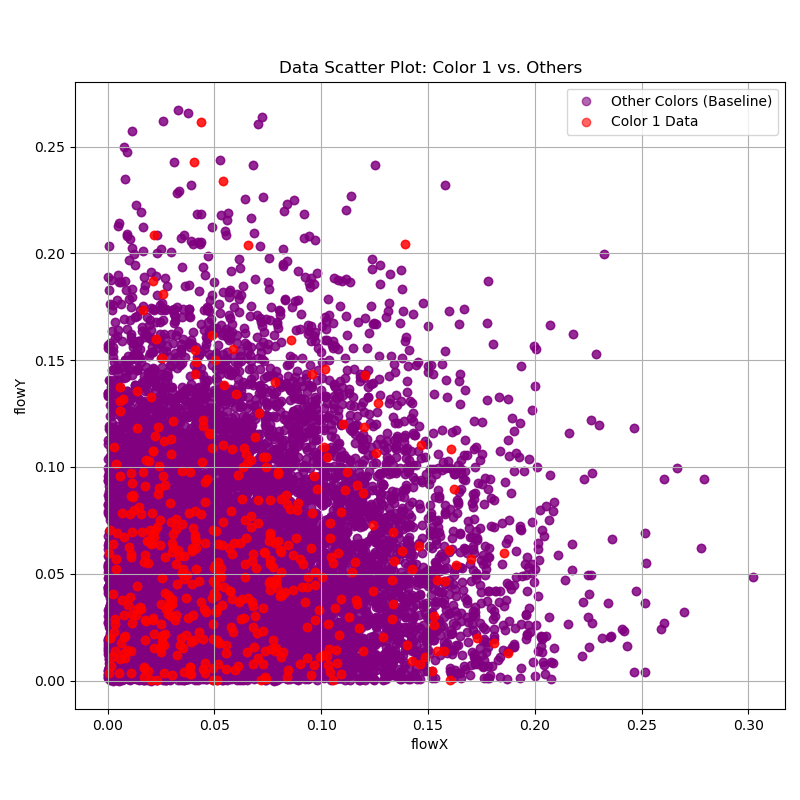 Data Scatter Plot: Color 1 vs. Others
Other Colors (Baseline)
Color 1 Data
flowY
0.25
0.20
0.15
0.10
0.05
0.00
0.00 0.05 0.10 0.15 0.20 0.25 0.30
flowX